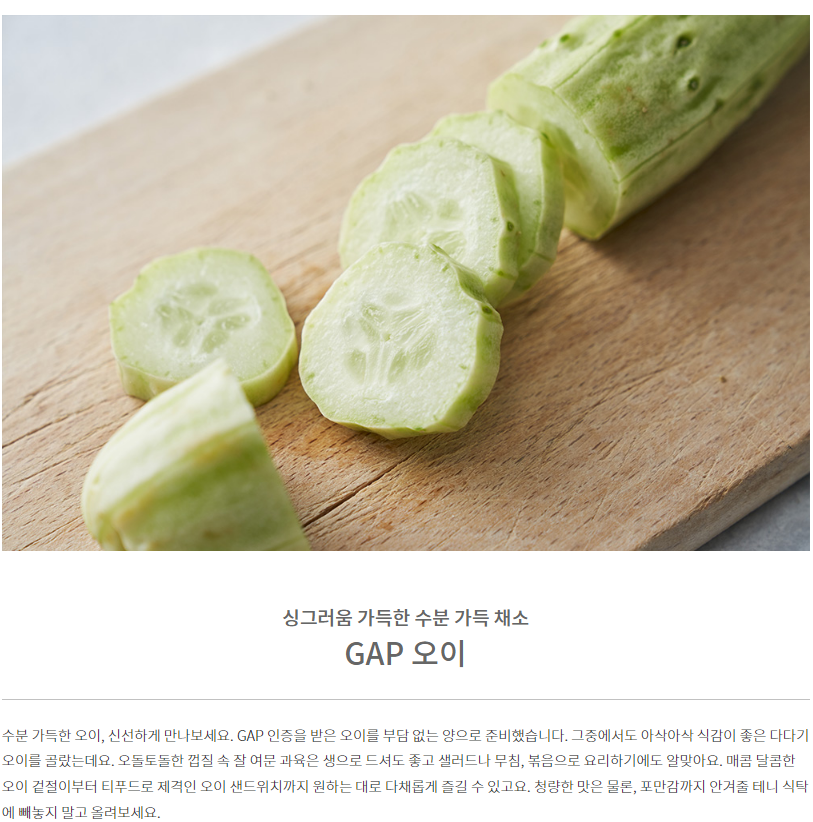 싱그러움 가득한 수분 가득 채소
GAP 오이
수분 가득한 오이, 신선하게 만나보세요. GAP 인증을 받은 오이를 부담 없는 양으로 준비했습니다. 그중에서도 아삭아삭 식감이 좋은 다다기
오이를 골랐는데요. 오돌토돌한 껍질 속 잘 여문 과육은 생으로 드셔도 좋고 샐러드나 무침, 볶음으로 요리하기에도 알맞아요. 매콤 달콤한
오이 겉절이부터 티푸드로 제격인 오이 샌드위치까지 원하는 대로 다채롭게 즐길 수 있고요. 청량한 맛은 물론, 포만감까지 안겨줄 테니 식탁
에 빼놓지 말고 올려보세요.